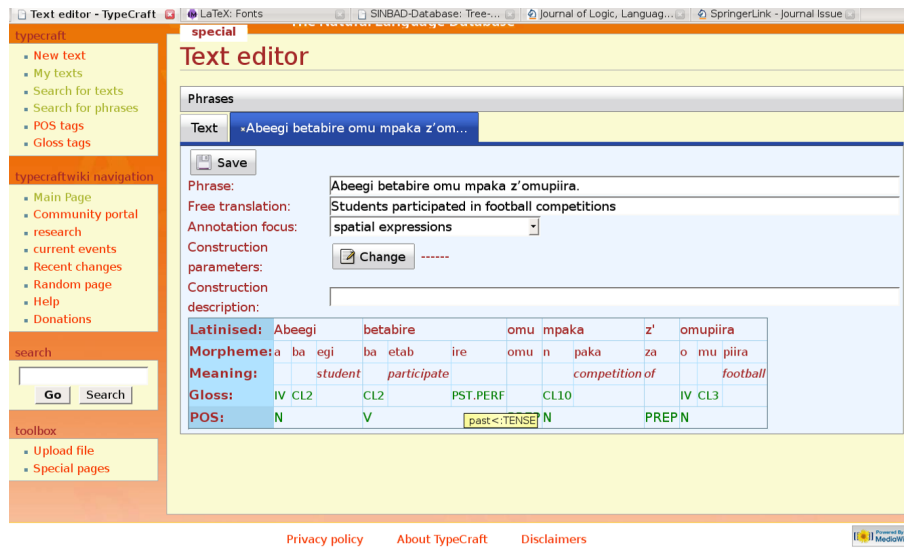 Text editor - TypeCraft
LaTeX: Fonts
SINBAD-Database: Tree-...
Journal of Logic, Languag...
SpringerLink - Journal Issue
typecraft
New text
My texts
Search for texts
Search for phrases
POS tags
Gloss tags
typecraftwiki navigation
Main Page
Community portal
research
current events
Recent changes
Random page
Help
Donations
search
Go Search
toolbox
Upload file
Special pages
special
Text editor
Phrases
Text ×Abeegi betabire omu mpaka z'om...
Save
Phrase: Abeegi betabire omu mpaka z’omupiira.
Free translation: Students participated in football competitions
Annotation focus: spatial expressions
Construction
parameters: Change ------
Construction
description:
Latinised: Abeegi betabire omu mpaka z' omupiira
Morpheme: a ba egi ba etab ire omu n paka za o mu piira
Meaning: student participate competition of football
Gloss: IV CL2 CL2 PST.PERF CL10 IV CL3
POS: N V PREP N PREP N
past<:TENSE
Privacy policy About TypeCraft Disclaimers
Powered By
MediaWi